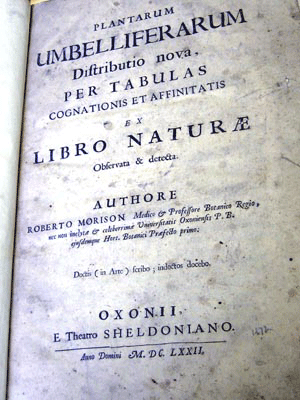 PLANTARUM
UMBELLIFERARUM
Distributio nova,
PER TABULAS
COGNATIONIS ET AFFINITATIS
EX
LIBRO NATURÆ
Observata & detecta.
AUTHORE
ROBERTO MORISON Medico & Professore Botanico Regio,
nec non inclytæ & celeberrimæ Universitatis Oxoniensis P. B.
ejusdemque Hort. Botanici Præfecto primo.
Doctis (in Arte) scribo; indoctos docebo.
OXONII,
E Theatro SHELDONIANO.
Anno Domini M. DC. LXXII,
1672